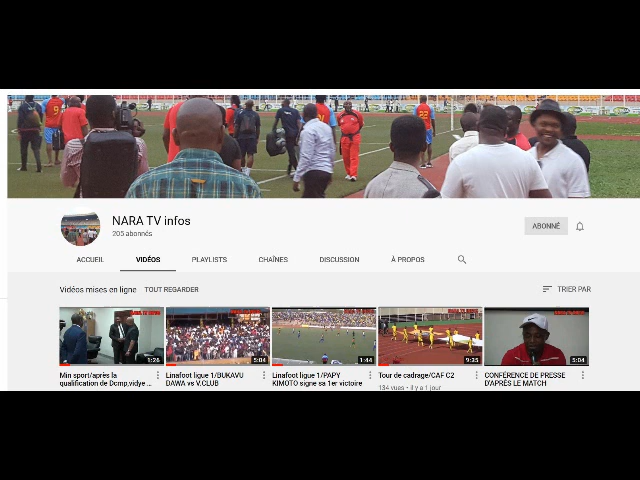 NARA TV infos
205 abonnés
ABONNÉ
ACCUEIL VIDÉOS PLAYLISTS CHAÎNES DISCUSSION À PROPOS
Vidéos mises en ligne TOUT REGARDER TRIER PAR
1:26 5:04 1:44 9:35 5:04
Min sport/après la
qualification de Dcmp,vidye ...
Linafoot ligue 1/BUKAVU
DAWA vs V.CLUB
Linafoot ligue 1/PAPY
KIMOTO signe sa 1er victoire
Tour de cadrage/CAF C2
134 vues • il y a 1 jour
CONFÉRENCE DE PRESSE
D'APRÈS LE MATCH